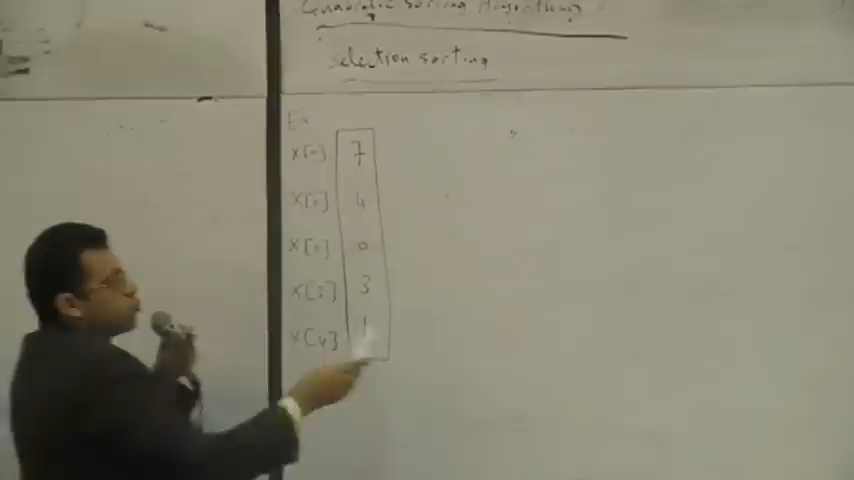 Quadratic Sorting Algorithms
selection sorting
Ex
X[0] 7
X[1] 4
X[2] 0
X[3] 3
X[4] 1